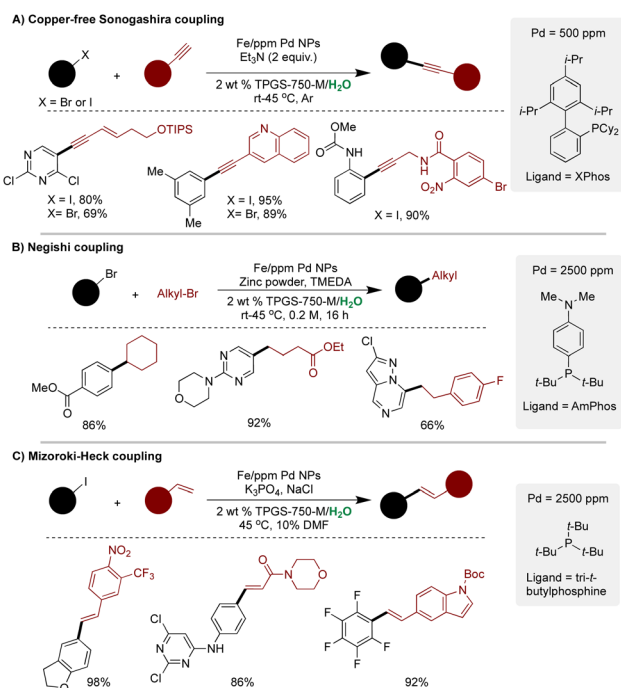 A) Copper-free Sonogashira coupling
X
+
X = Br or I
Fe/ppm Pd NPs
Et3N (2 equiv.)
2 wt % TPGS-750-M/H2O
rt-45 °C, Ar
Pd = 500 ppm
i-Pr
i-Pr
i-Pr
PCy2
Ligand = XPhos
OTIPS
N
N
Cl
Cl
X = I, 80%
X= Br, 69%
N
Me
Me
X = I, 95%
X= Br, 89%
OMe
O
NH
O
N
H
O2N
Br
X = I, 90%
B) Negishi coupling
Br
+
Alkyl-Br
Fe/ppm Pd NPs
Zinc powder, TMEDA
2 wt % TPGS-750-M/H2O
rt-45 °C, 0.2 M, 16 h
Alkyl
Pd = 2500 ppm
Me
N
Me
t-Bu
P
t-Bu
Ligand = AmPhos
MeO
O
86%
OEt
O
N
N
N
O
92%
Cl
N
N
N
F
66%
C) Mizoroki-Heck coupling
I
+
Fe/ppm Pd NPs
K3PO4, NaCl
2 wt % TPGS-750-M/H2O
45 °C, 10% DMF
Pd = 2500 ppm
t-Bu
P
t-Bu
t-Bu
Ligand = tri-t-
butylphosphine
NO2
CF3
O
98%
O
N
O
Cl
N
N
Cl
NH
86%
Boc
N
F
F
F
F
F
92%